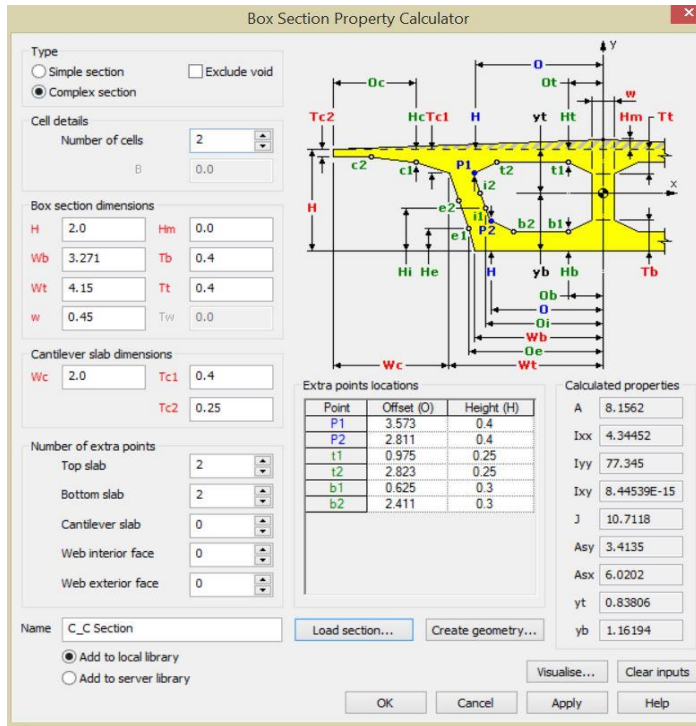 Box Section Property Calculator
Type
Simple section
Exclude void
Complex section
Cell details
Number of cells 2
B 0.0
Box section dimensions
H 2.0 Hm 0.0
Wb 3.271 Tb 0.4
Wt 4.15 Tt 0.4
w 0.45 Tw 0.0
Cantilever slab dimensions
Wc 2.0 Tc1 0.4
Tc2 0.25
Number of extra points
Top slab 2
Bottom slab 2
Cantilever slab 0
Web interior face 0
Web exterior face 0
y
O
Oc Ot w
Tc2 Hc Tc1 H yt Ht Hm Tt
P1 t2 t1
c2 c1 i2 x
H e2 i1
P2 b2 b1
e1
Hi He H yb Hb Tb
Ob
O
Oi
Wb
Oe
Wc Wt
Extra points locations
Point Offset (O) Height (H)
P1 3.573 0.4
P2 2.811 0.4
t1 0.975 0.25
t2 2.823 0.25
b1 0.625 0.3
b2 2.411 0.3
Calculated properties
A 8.1562
Ixx 4.34452
Iyy 77.345
Ixy 8.44539E-15
J 10.7118
Asy 3.4135
Asx 6.0202
yt 0.83806
yb 1.16194
Name C_C Section
Load section... Create geometry...
Add to local library
Add to server library
Visualise... Clear inputs
OK Cancel Apply Help